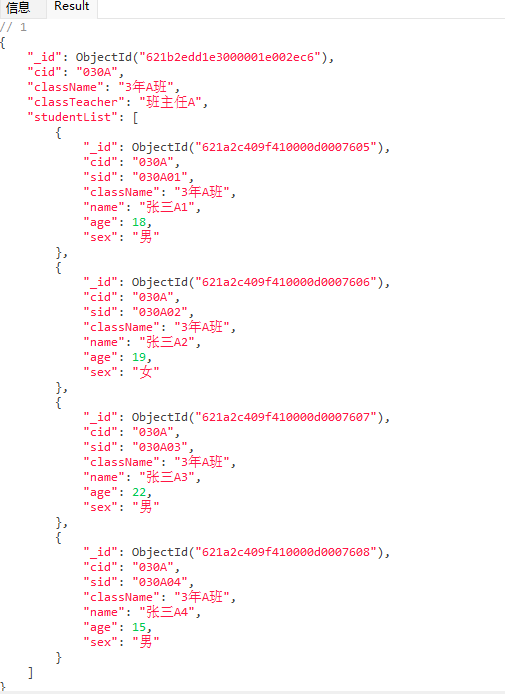 信息 Result
// 1
{
    "_id": ObjectId("621b2edd1e3000001e002ec6"),
    "cid": "030A",
    "className": "3年A班",
    "classTeacher": "班主任A",
    "studentList": [
        {
            "_id": ObjectId("621a2c409f410000d0007605"),
            "cid": "030A",
            "sid": "030A01",
            "className": "3年A班",
            "name": "张三A1",
            "age": 18,
            "sex": "男"
        },
        {
            "_id": ObjectId("621a2c409f410000d0007606"),
            "cid": "030A",
            "sid": "030A02",
            "className": "3年A班",
            "name": "张三A2",
            "age": 19,
            "sex": "女"
        },
        {
            "_id": ObjectId("621a2c409f410000d0007607"),
            "cid": "030A",
            "sid": "030A03",
            "className": "3年A班",
            "name": "张三A3",
            "age": 22,
            "sex": "男"
        },
        {
            "_id": ObjectId("621a2c409f410000d0007608"),
            "cid": "030A",
            "sid": "030A04",
            "className": "3年A班",
            "name": "张三A4",
            "age": 15,
            "sex": "男"
        }
    ]
}